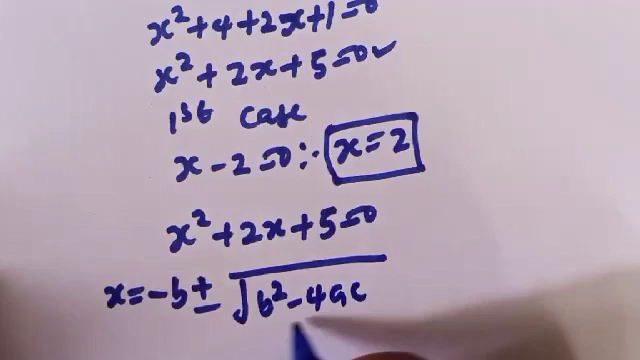 x²+4+2x+1=0
x²+2x+5=0✓
1st case
x-2=0∴ x=2
x²+2x+5=0
x=-b±√b²-4ac